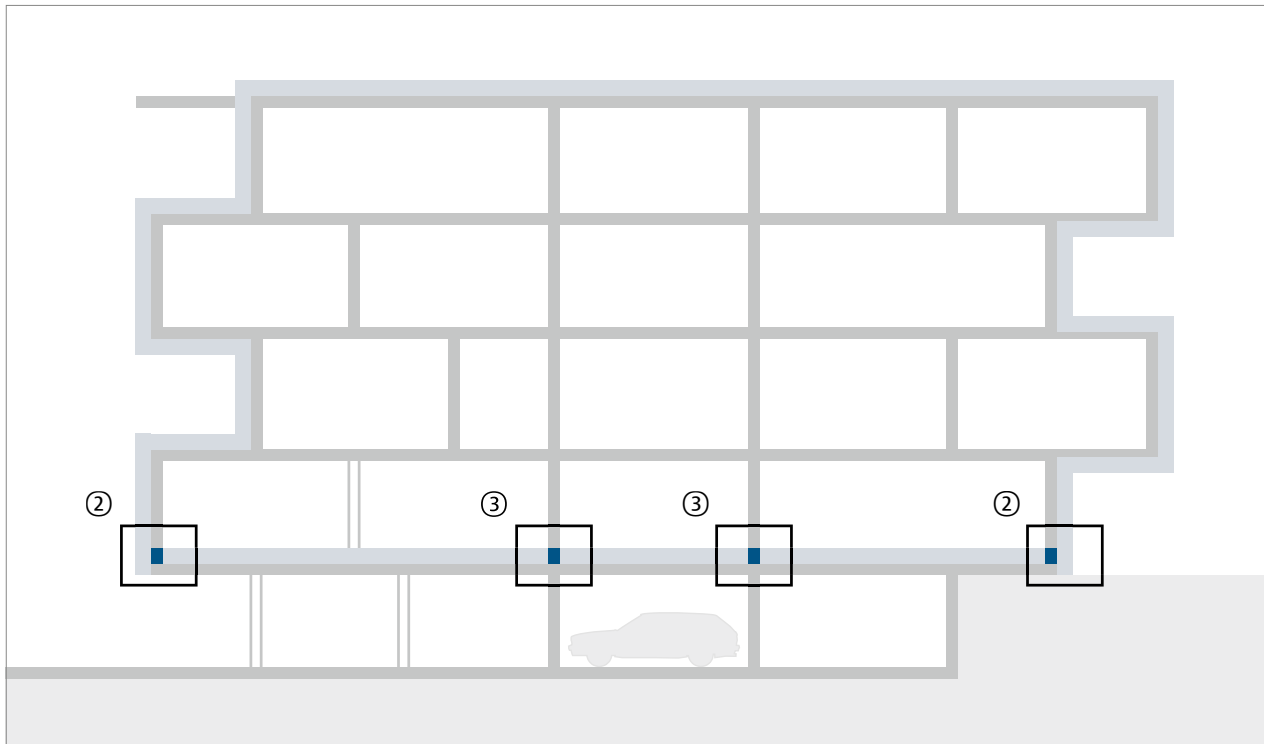 ② ③ ③ ②